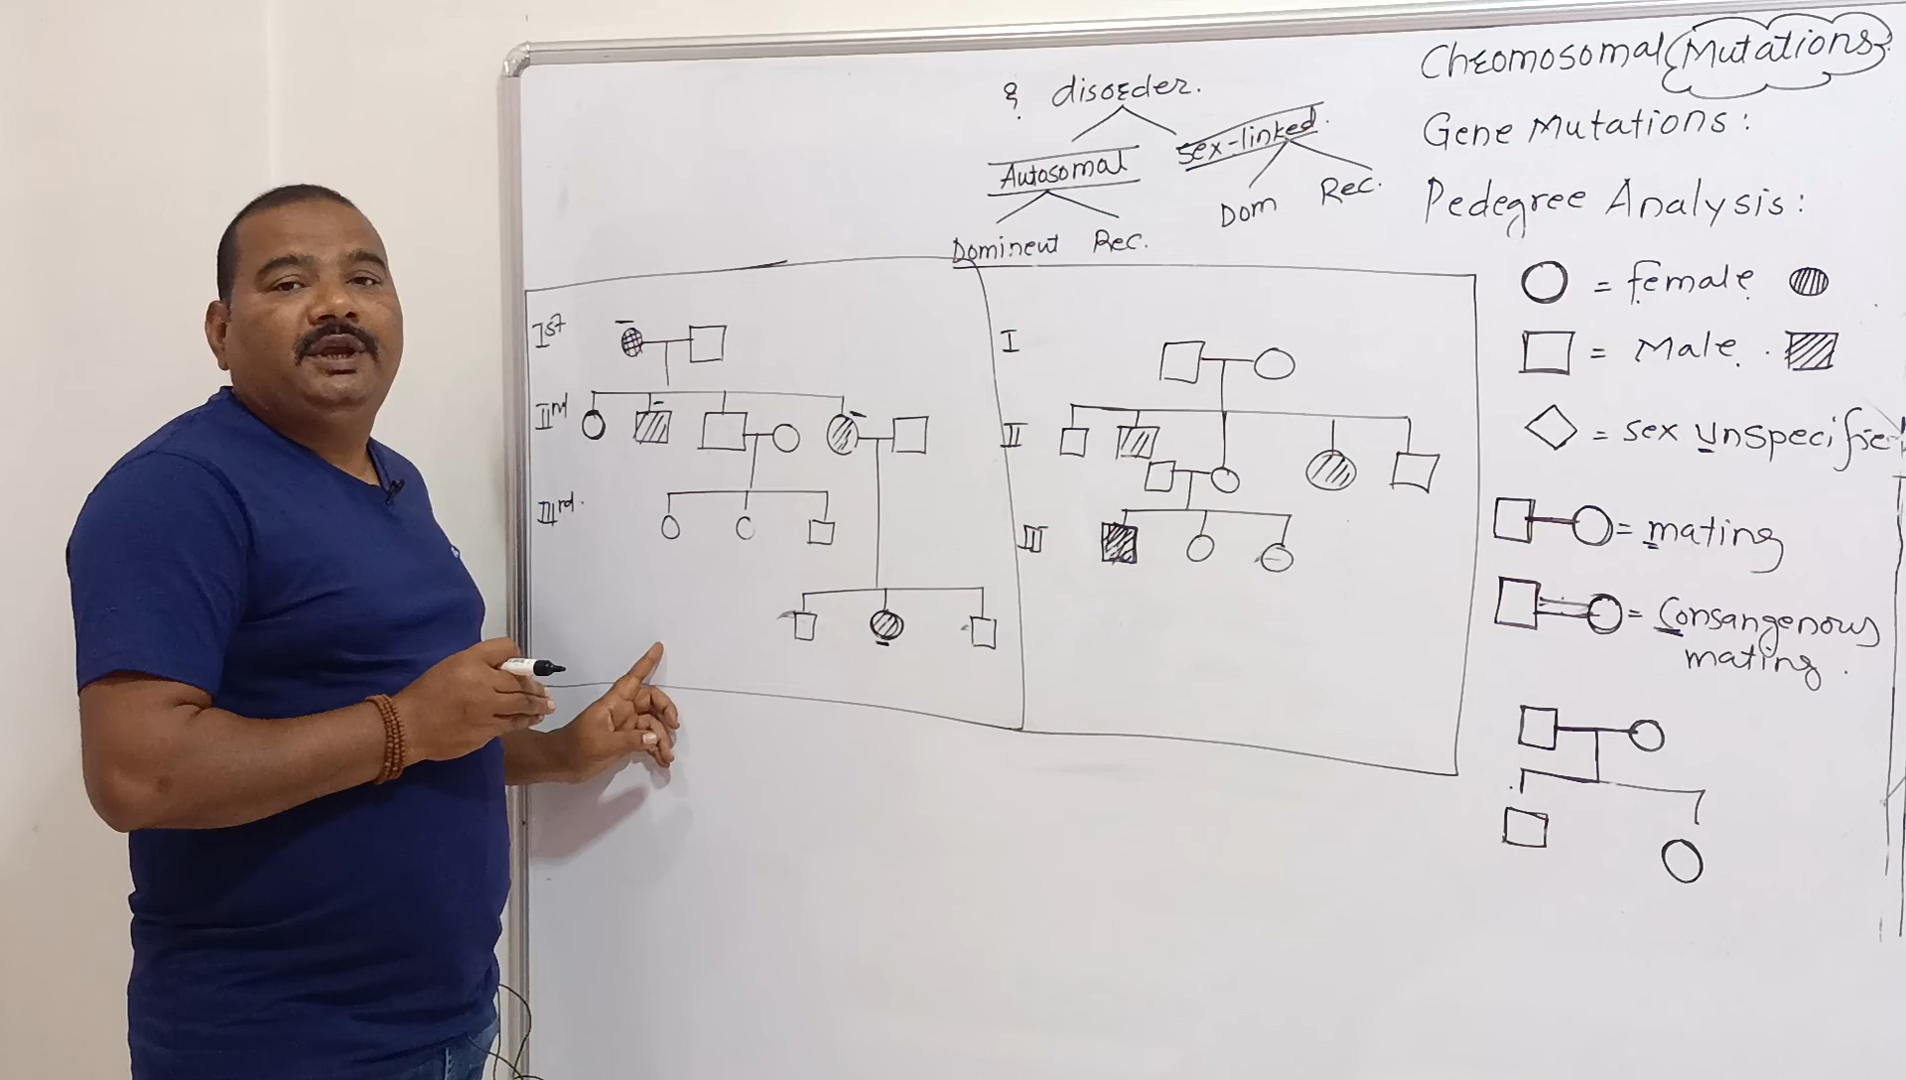 & disorder.
Autosomal
Sex-linked.
Dominent Rec.
Dom Rec.
Chromosomal Mutations
Gene Mutations:
Pedegree Analysis:
= female
= Male.
= sex Unspecifie
= mating
= Consangenous
mating.
Ist
IInd
IIIrd.
I
II
III